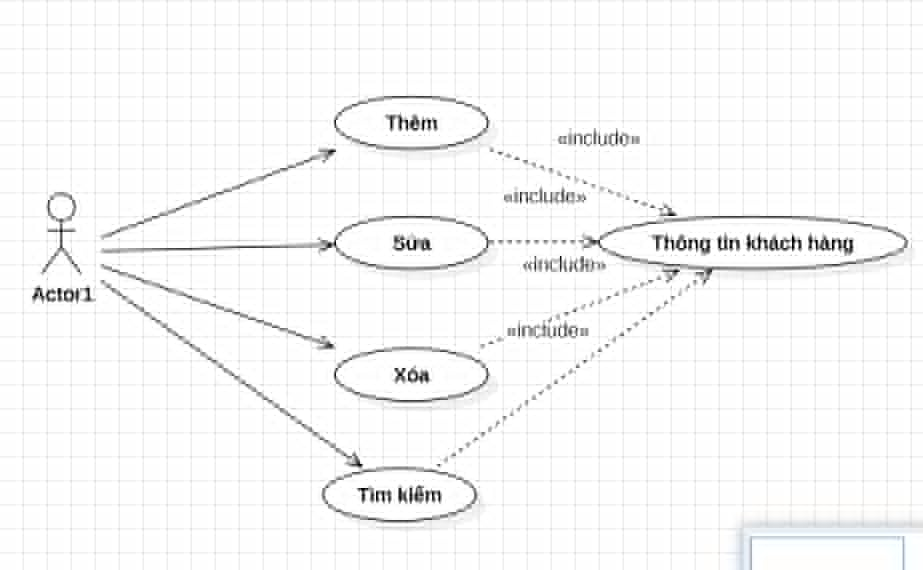 Thêm
«include»
«include»
Sửa
Thông tin khách hàng
«include»
Actor1
«include»
Xóa
Tìm kiếm